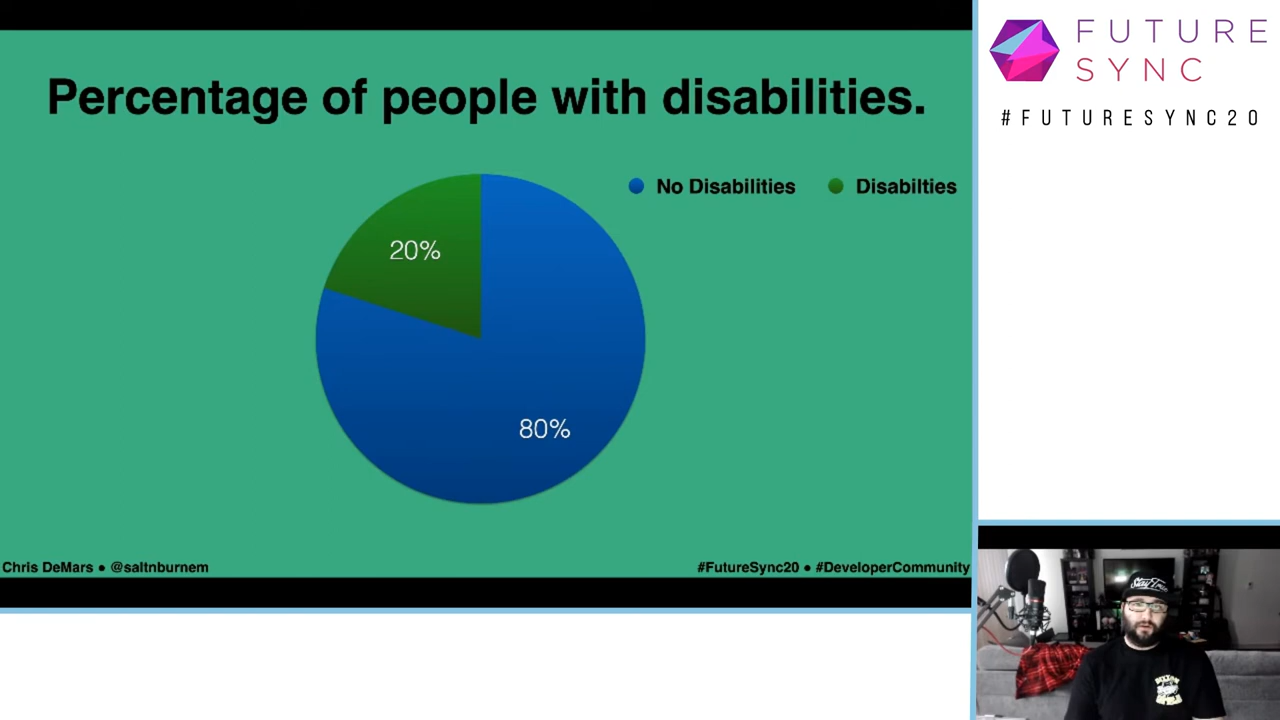 Percentage of people with disabilities.
No Disabilities
Disabilties
20%
80%
Chris DeMars ● @saltnburnem
#FutureSync20 ● #DeveloperCommunity
FUTURE
SYNC
#FUTURESYNC20